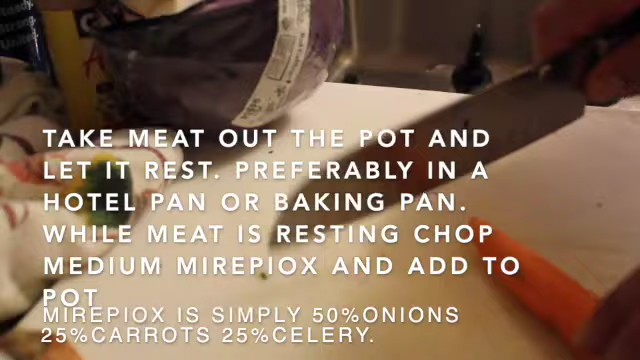 TAKE MEAT OUT THE POT AND
LET IT REST. PREFERABLY IN A
HOTEL PAN OR BAKING PAN.
WHILE MEAT IS RESTING CHOP
MEDIUM MIREPIOX AND ADD TO
POT
MIREPIOX IS SIMPLY 50%ONIONS
25%CARROTS 25%CELERY.